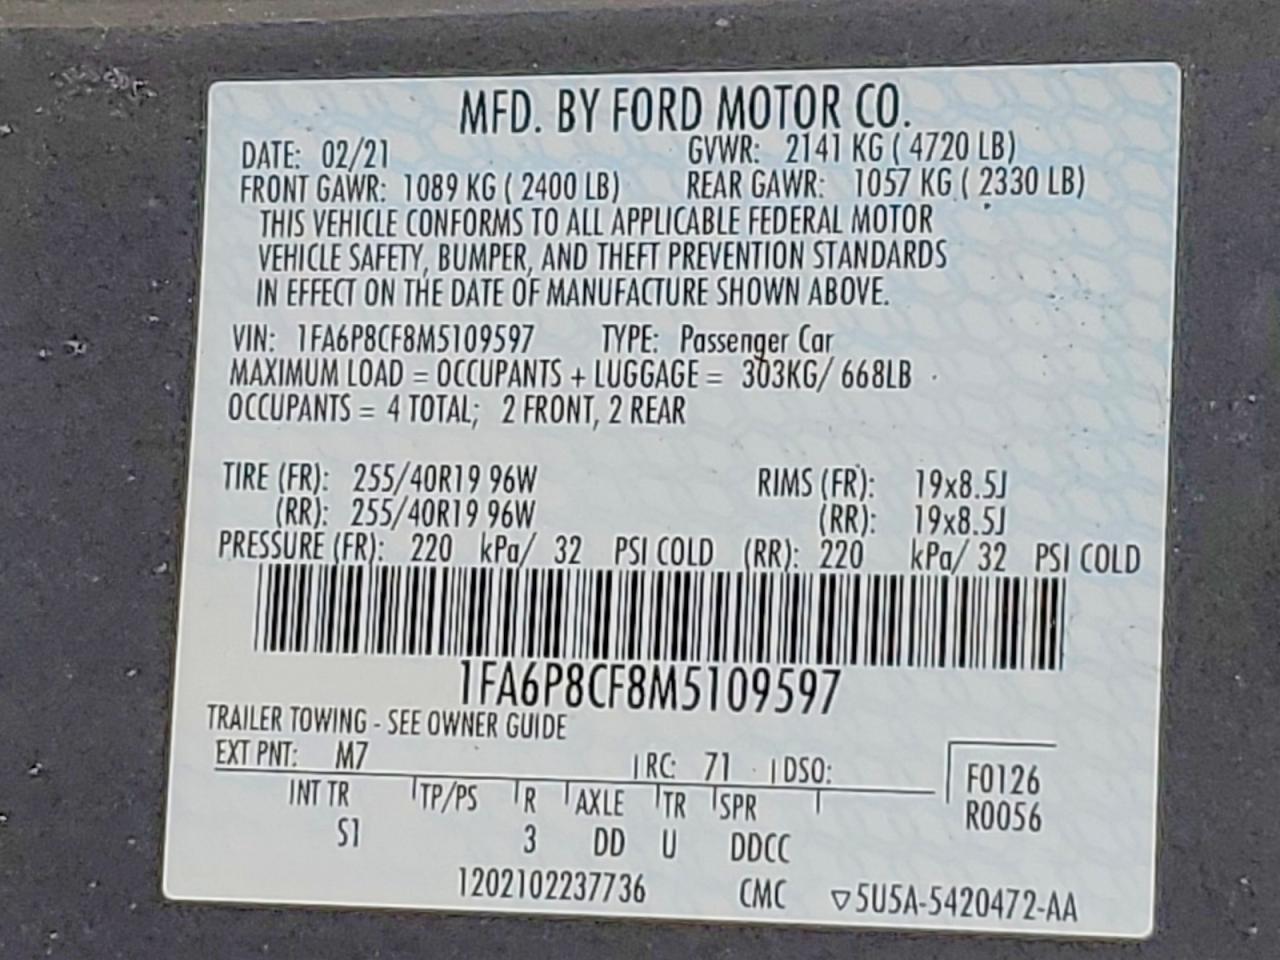 MFD. BY FORD MOTOR CO.
DATE: 02/21 GVWR: 2141 KG ( 4720 LB)
FRONT GAWR: 1089 KG ( 2400 LB) REAR GAWR: 1057 KG ( 2330 LB)
THIS VEHICLE CONFORMS TO ALL APPLICABLE FEDERAL MOTOR
VEHICLE SAFETY, BUMPER, AND THEFT PREVENTION STANDARDS
IN EFFECT ON THE DATE OF MANUFACTURE SHOWN ABOVE.
VIN: 1FA6P8CF8M5109597 TYPE: Passenger Car
MAXIMUM LOAD = OCCUPANTS + LUGGAGE = 303KG/ 668LB
OCCUPANTS = 4 TOTAL; 2 FRONT, 2 REAR
TIRE (FR): 255/40R19 96W RIMS (FR): 19x8.5J
(RR): 255/40R19 96W (RR): 19x8.5J
PRESSURE (FR): 220 kPa/ 32 PSI COLD (RR): 220 kPa/ 32 PSI COLD
1FA6P8CF8M5109597
TRAILER TOWING - SEE OWNER GUIDE
EXT PNT: M7 RC: 71 DSO: F0126
INT TR TP/PS R AXLE TR SPR R0056
S1 3 DD U DDCC
1202102237736 CMC ▽5U5A-5420472-AA